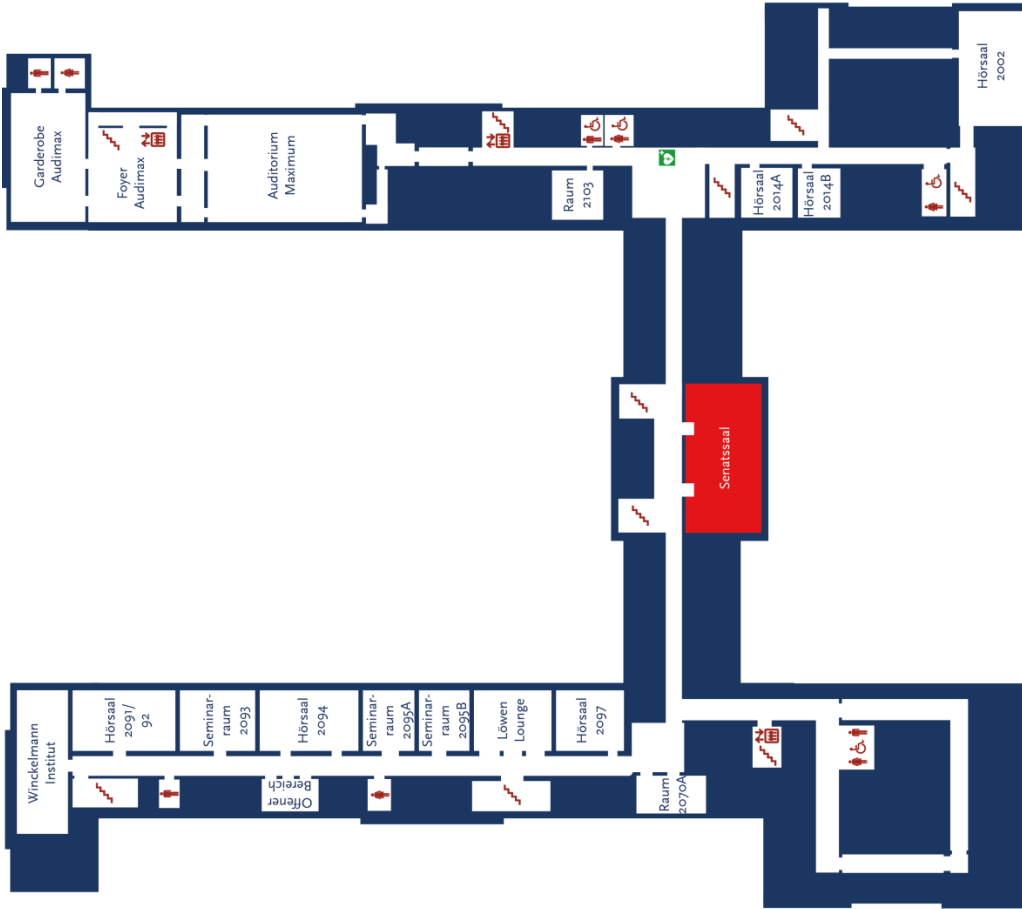 Garderobe
Audimax
Foyer
Audimax
Auditorium
Maximum
Raum
2103
Hörsaal
2014A
Hörsaal
2014B
Hörsaal
2002
Senatssaal
Winckelmann
Institut
Hörsaal
2091/
92
Seminar-
raum
2093
Hörsaal
2094
Seminar-
raum
2095A
Seminar-
raum
2095B
Löwen
Lounge
Hörsaal
2097
Offener
Bereich
Raum
2070A